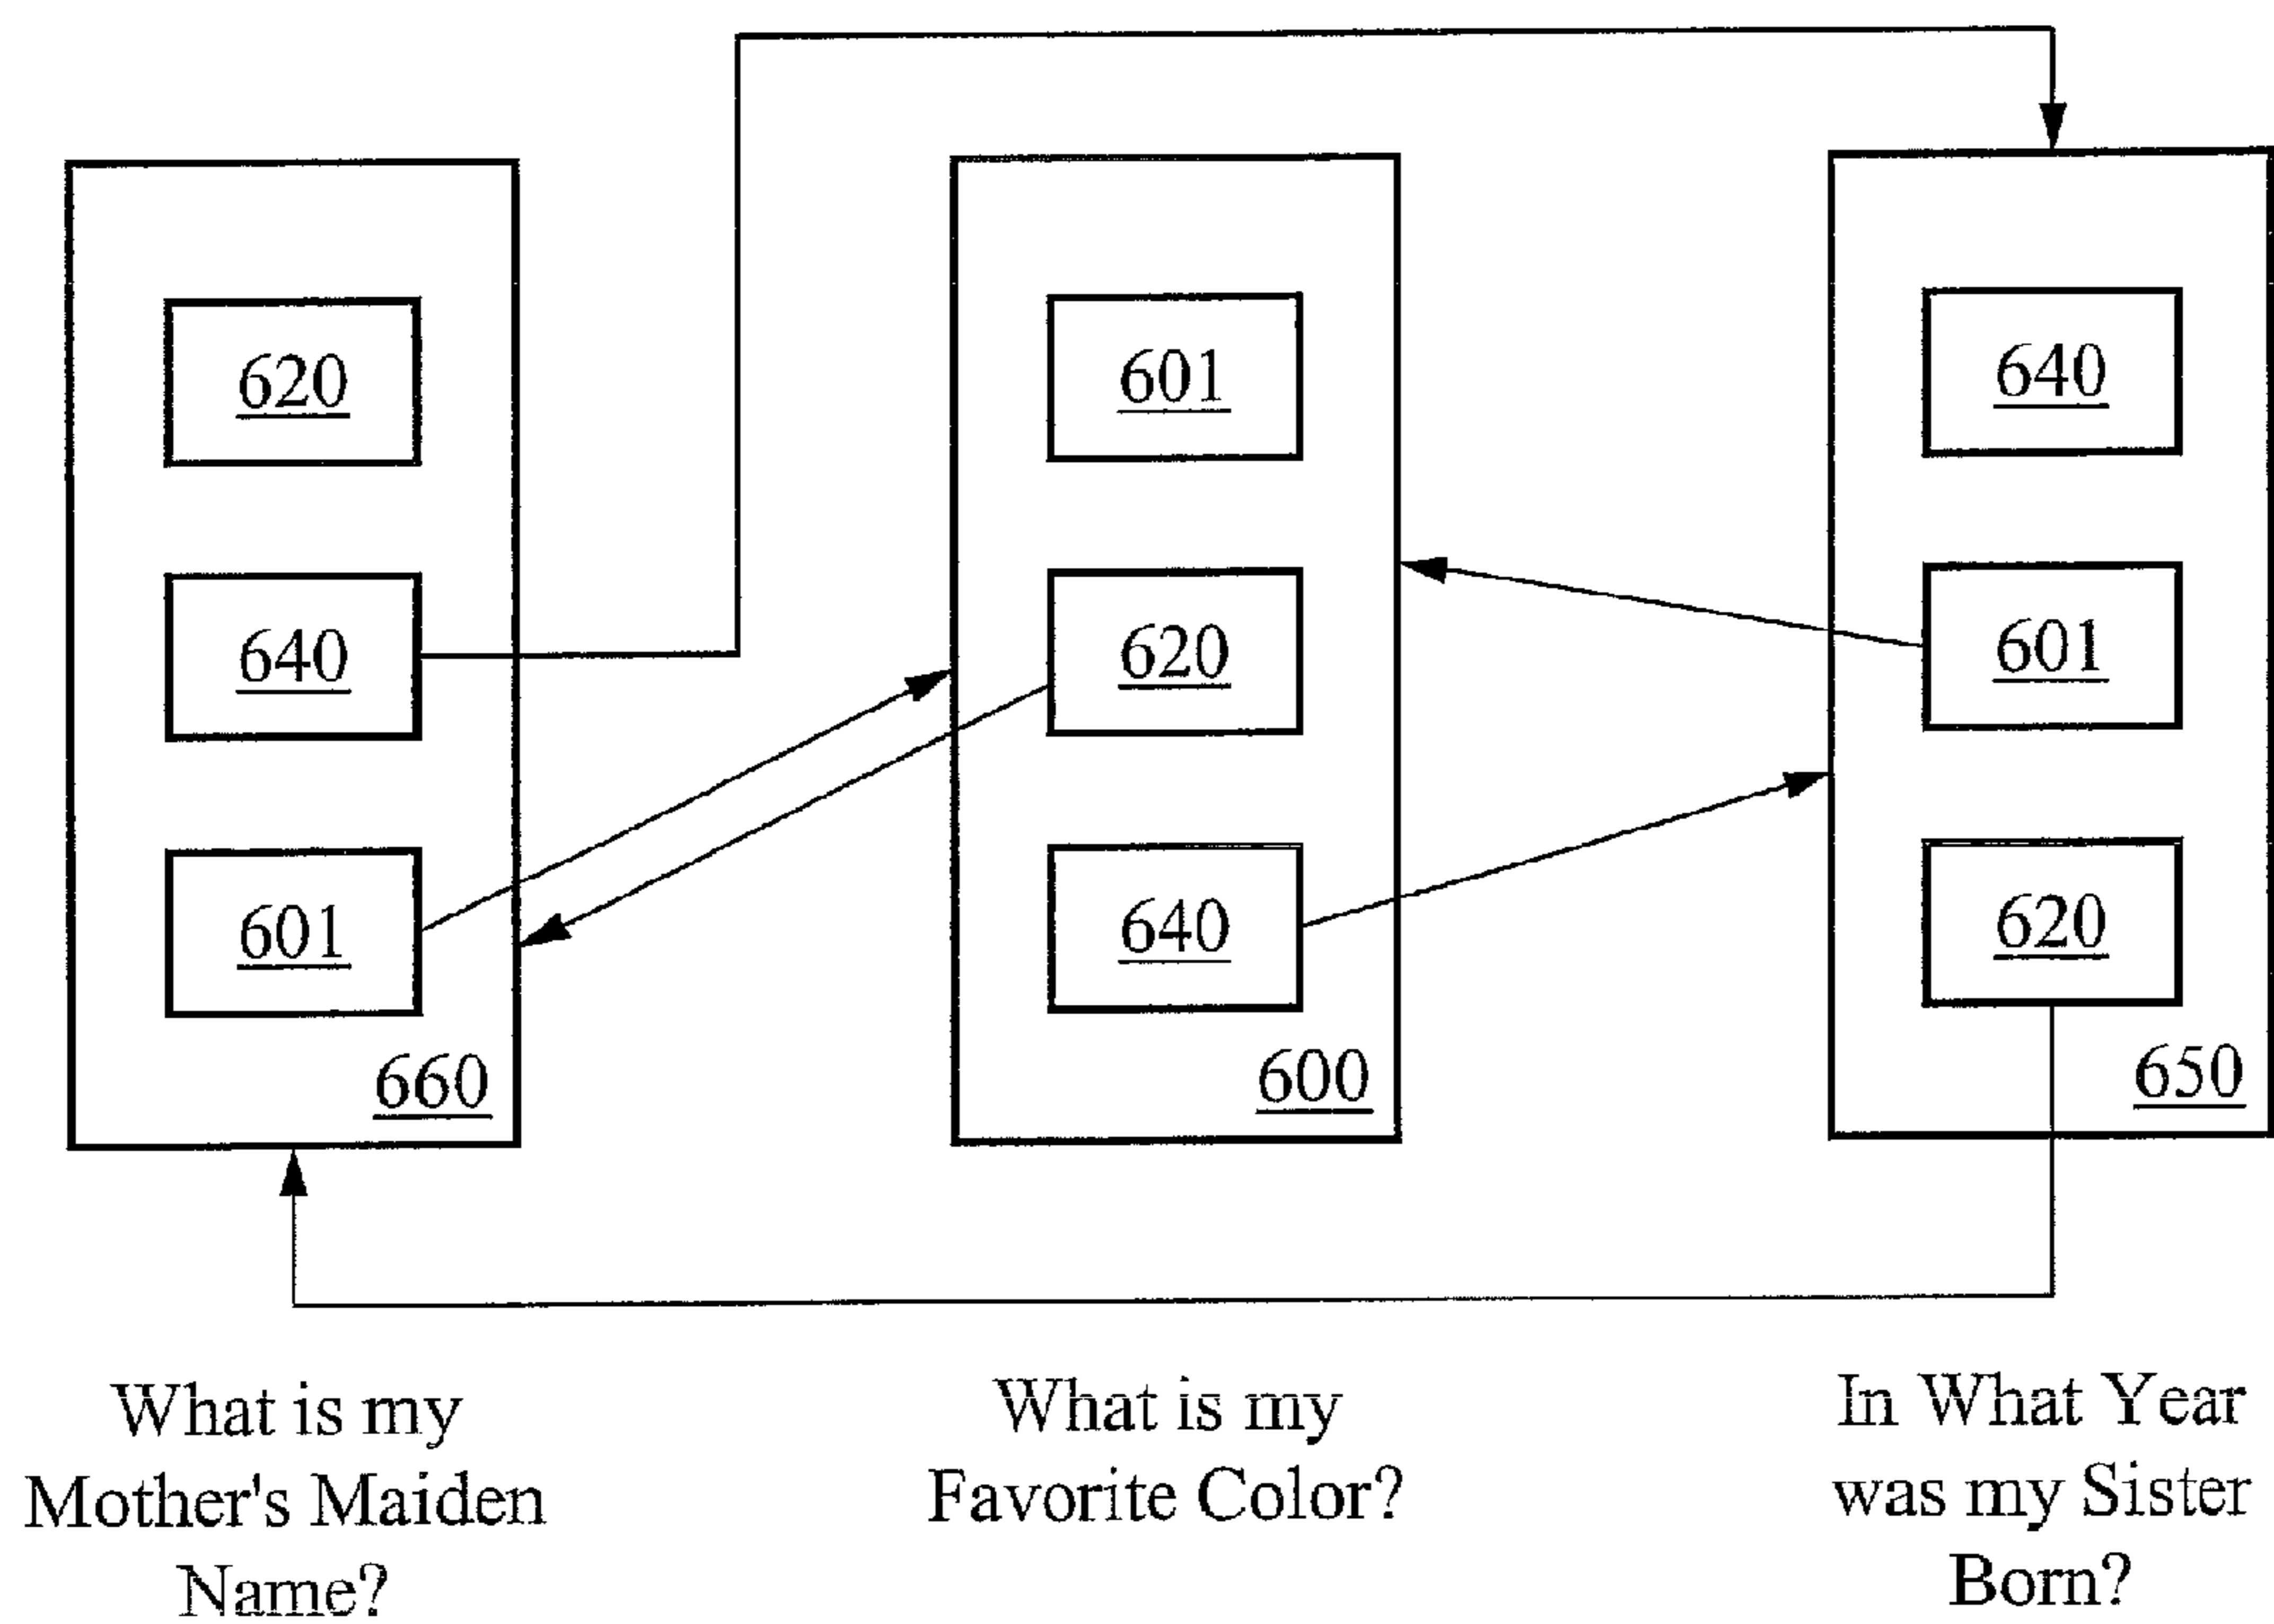 620
640
601
660
601
620
640
600
640
601
620
650
What is my
Mother's Maiden
Name?
What is my
Favorite Color?
In What Year
was my Sister
Born?